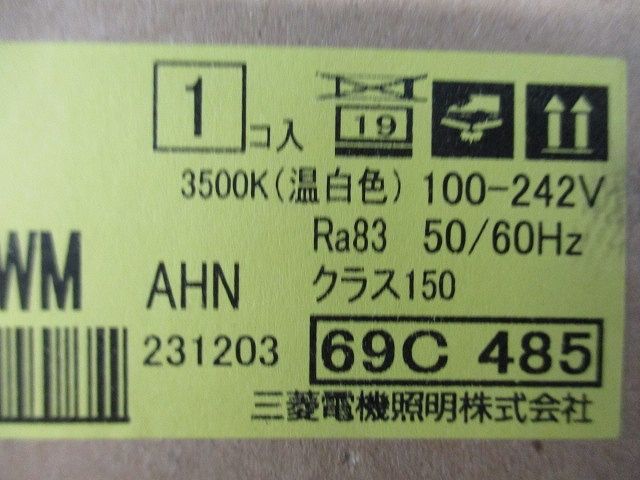 1 コ入 19
3500K(温白色) 100-242V
Ra83 50/60Hz
WM AHN クラス150
231203 69C 485
三菱電機照明株式会社